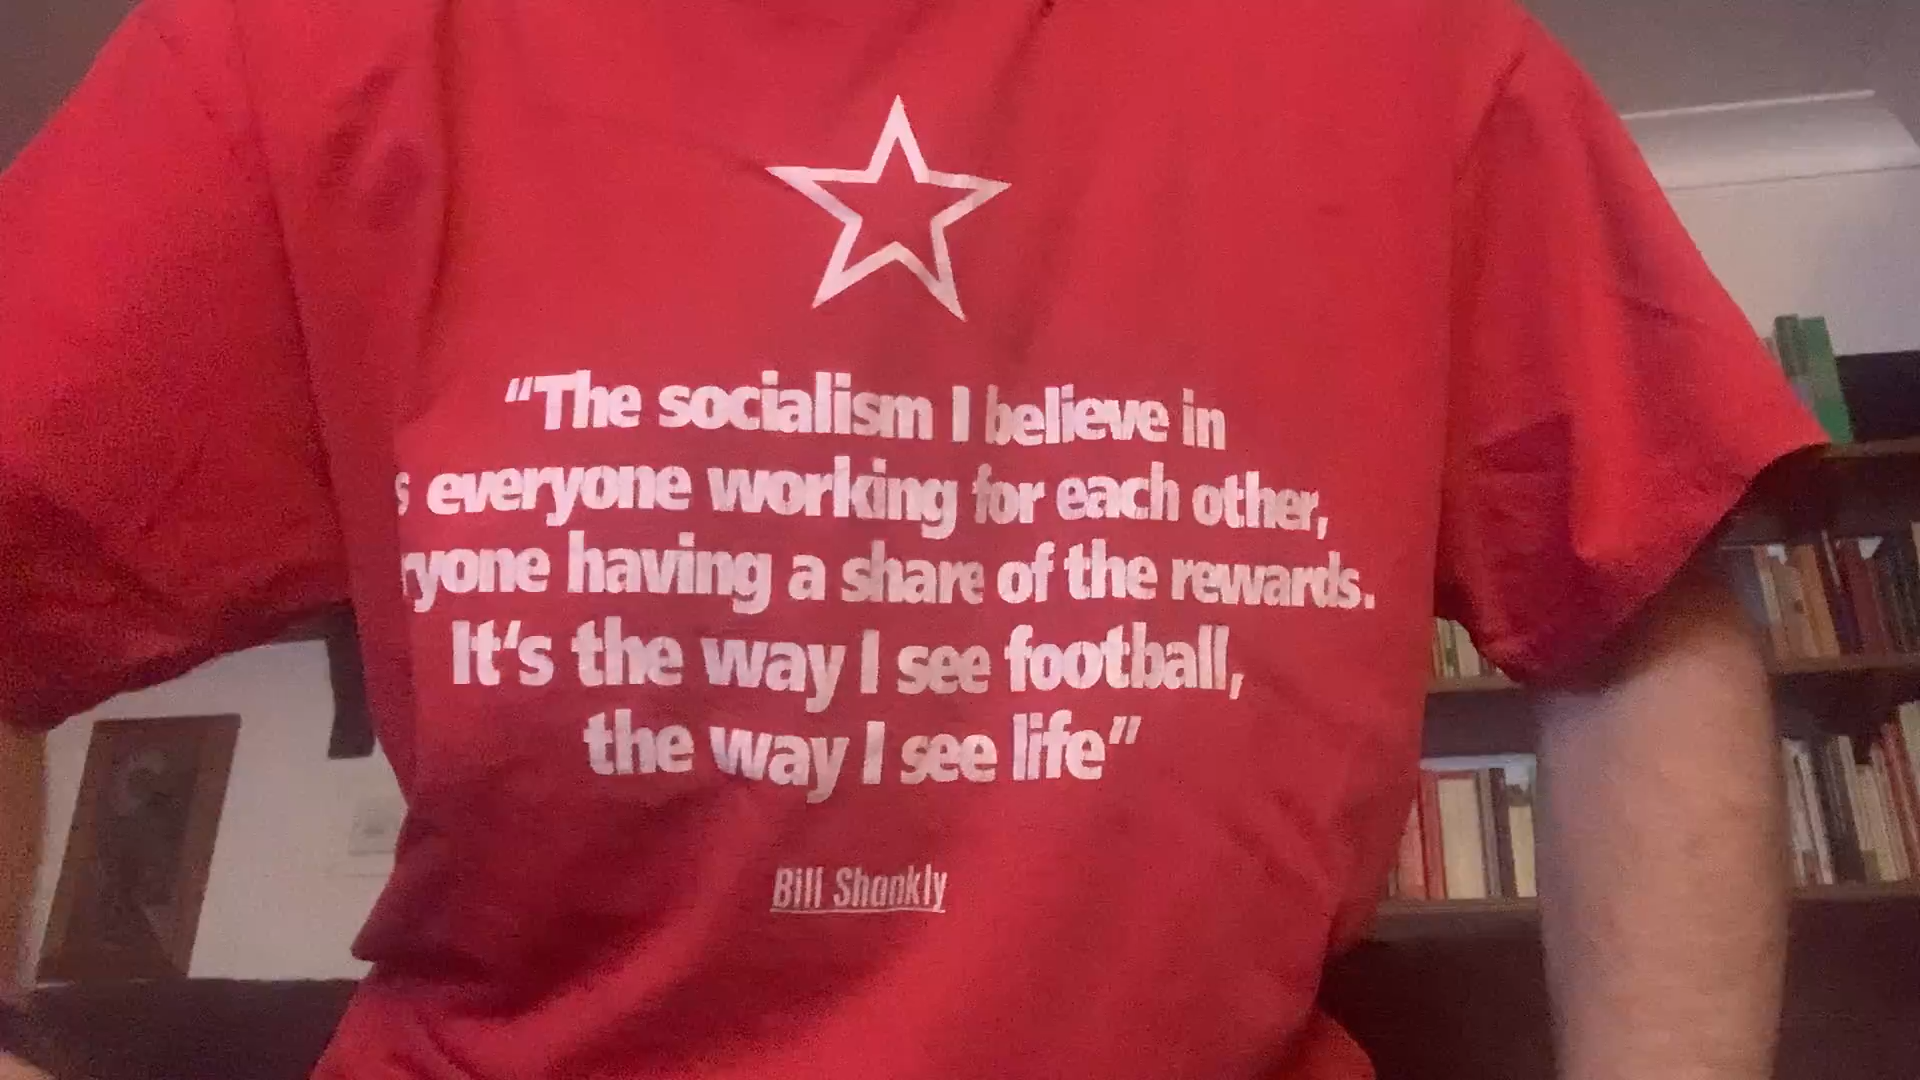 “The socialism I believe in
everyone working for each other,
having a share of the rewards.
It‘s the way I see football,
the way I see life”
Bill Shankly